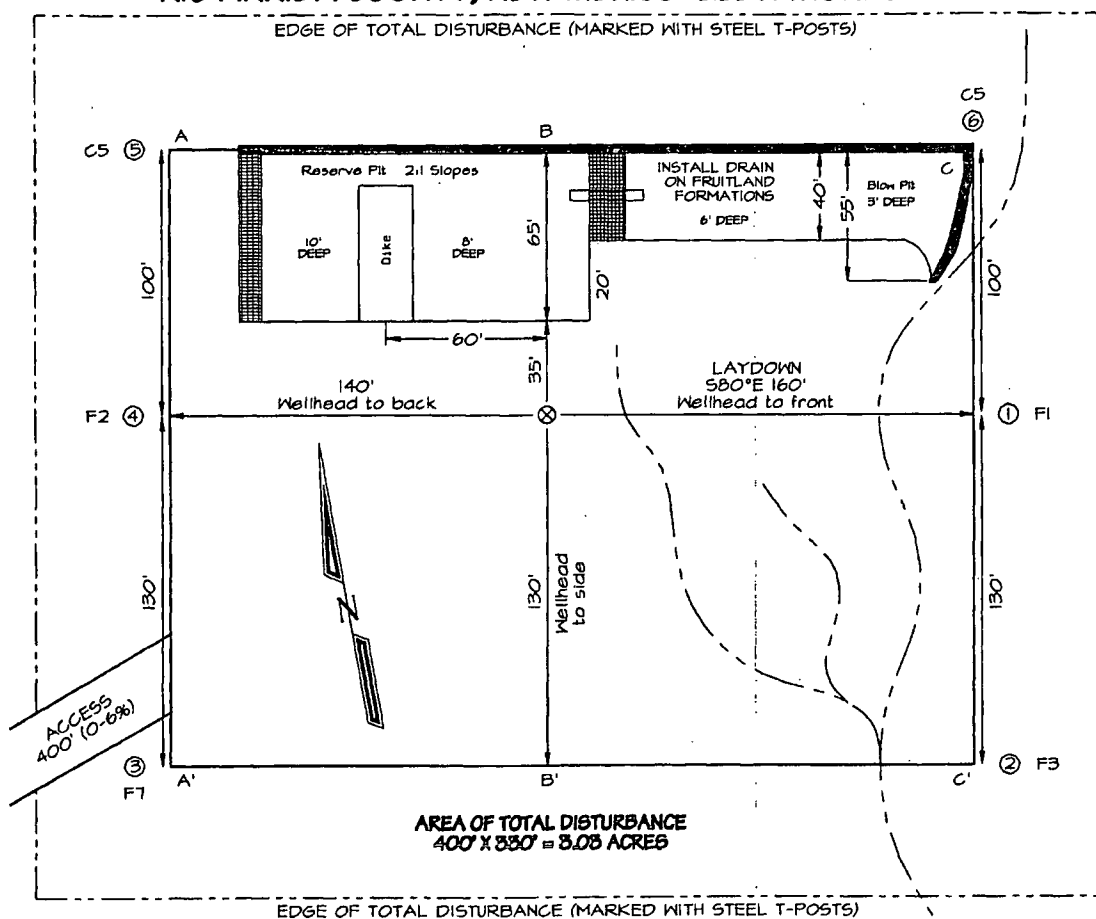 EDGE OF TOTAL DISTURBANCE (MARKED WITH STEEL T-POSTS)
C5
⑥
A
B
C5 ⑤
Reserve Pit 2:1 Slopes
INSTALL DRAIN
ON FRUITLAND
FORMATIONS
6' DEEP
40'
55'
Blow Pit
5' DEEP
C
10'
DEEP
Dike
8'
DEEP
65'
20'
100'
100'
60'
35'
140'
Wellhead to back
LAYDOWN
S80°E 160'
Wellhead to front
F2 ④
① F1
N
130'
130'
Wellhead
to side
130'
ACCESS
400' (0-6%)
③
F7
A'
B'
C'
② F3
AREA OF TOTAL DISTURBANCE
400' X 330' = 3.03 ACRES
EDGE OF TOTAL DISTURBANCE (MARKED WITH STEEL T-POSTS)